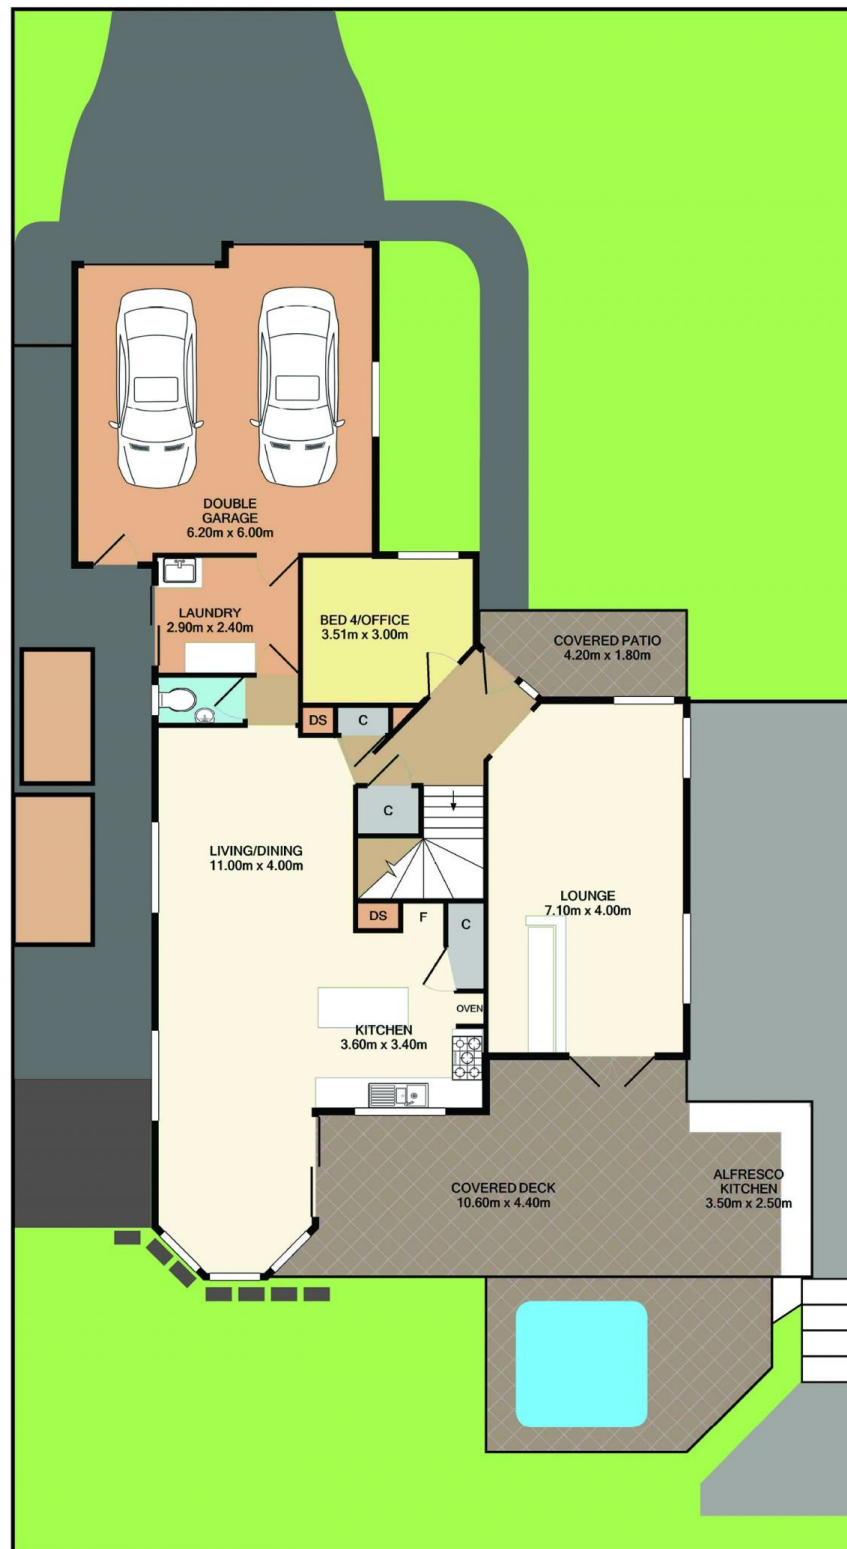 DOUBLE
GARAGE
6.20m x 6.00m
LAUNDRY
2.90m x 2.40m
BED 4/OFFICE
3.51m x 3.00m
COVERED PATIO
4.20m x 1.80m
DS
C
C
LIVING/DINING
11.00m x 4.00m
LOUNGE
7.10m x 4.00m
DS
F
C
OVEN
KITCHEN
3.60m x 3.40m
COVERED DECK
10.60m x 4.40m
ALFRESCO
KITCHEN
3.50m x 2.50m